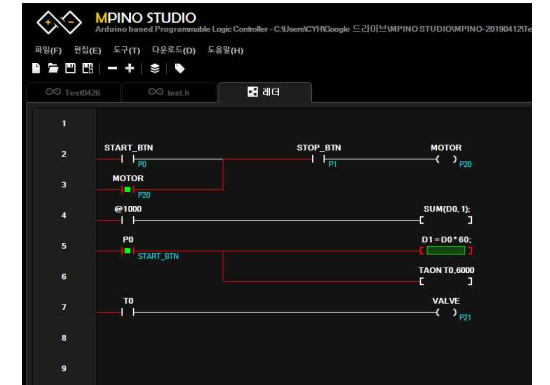 MPINO STUDIO
Arduino based Programmable Logic Controller - C:\Users\CYH\Google 드라이브\MPINO STUDIO\MPINO-20190412\Te
파일(F) 편집(E) 도구(T) 다운로드(D) 도움말(H)
Test0426 test.h 래더
1
START_BTN STOP_BTN MOTOR
2
P0 P1 P20
MOTOR
3
P20
@1000 SUM(D0, 1);
4
P0 D1 = D0 * 60;
5
START_BTN
TAON T0,6000
6
T0 VALVE
7
P21
8
9